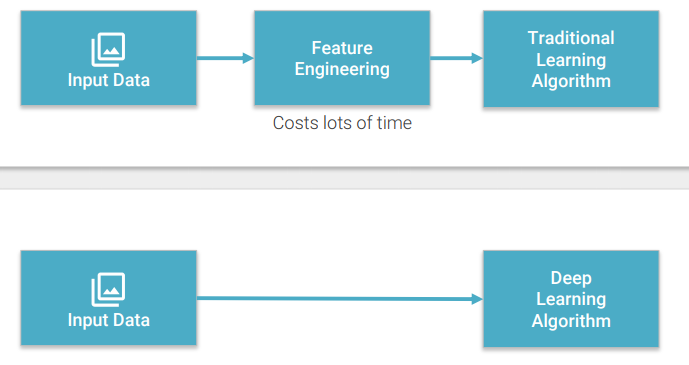 Input Data
Feature
Engineering
Traditional
Learning
Algorithm
Costs lots of time
Input Data
Deep
Learning
Algorithm